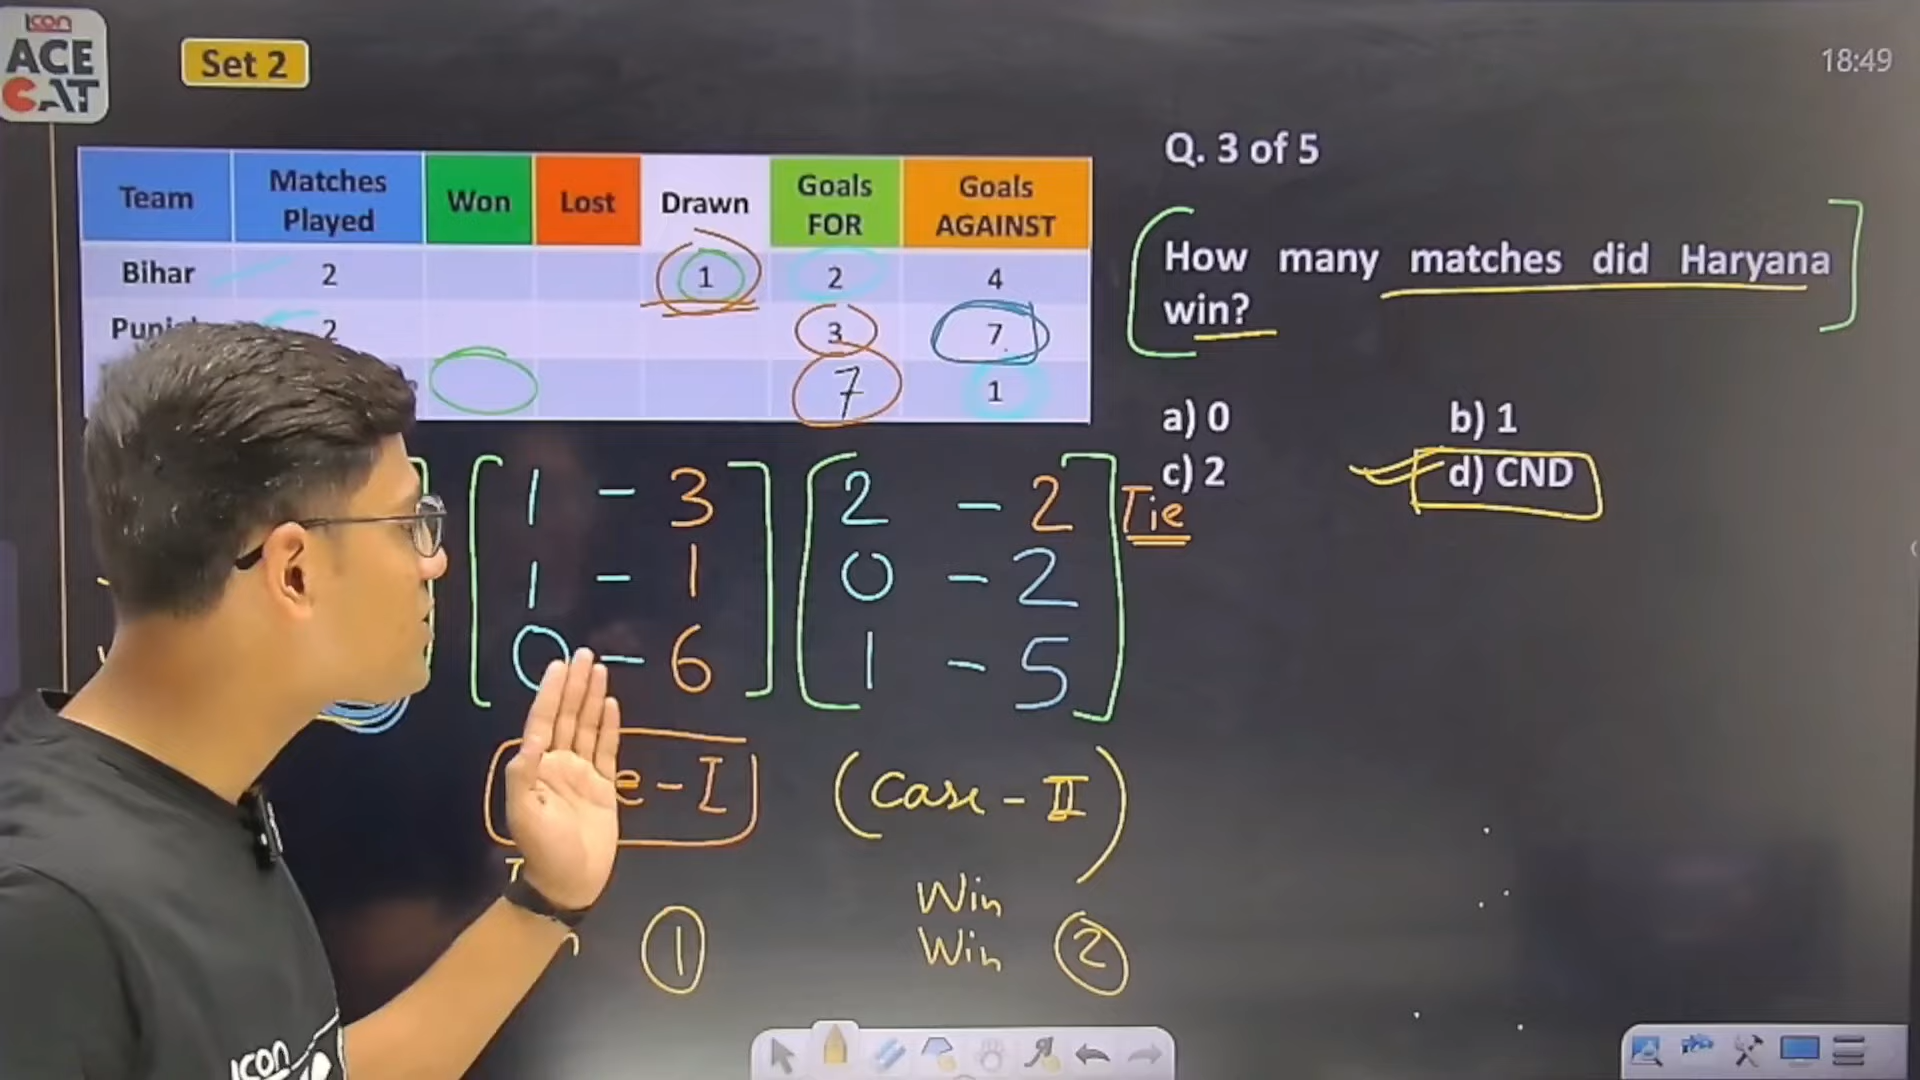 Icon
ACE
CAT
Set 2
18:49
Team Matches Played Won Lost Drawn Goals FOR Goals AGAINST
Bihar 2 1 2 4
2 3 7
7 1
Q. 3 of 5
How many matches did Haryana
win?
a) 0 b) 1
c) 2 d) CND
1 - 3 2 - 2 Tie
1 - 1 0 - 2
0 - 6 1 - 5
e - I (Case - II)
Win
Win
1 2
Icon